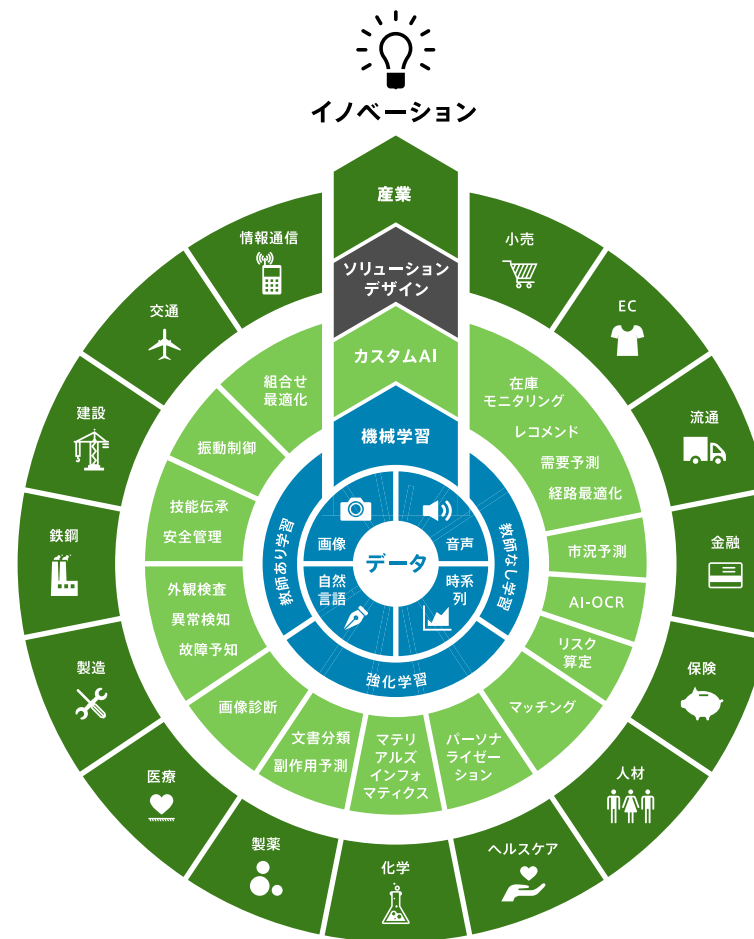 イノベーション
産業
ソリューション
デザイン
カスタムAI
機械学習
小売
EC
流通
金融
保険
人材
ヘルスケア
化学
製薬
医療
製造
鉄鋼
建設
交通
情報通信
在庫
モニタリング
レコメンド
需要予測
経路最適化
市況予測
AI-OCR
リスク
算定
マッチング
パーソナ
ライゼー
ション
マテリ
アルズ
インフォ
マティクス
文書分類
副作用予測
画像診断
外観検査
異常検知
故障予知
技能伝承
安全管理
振動制御
組合せ
最適化
教師あり学習
教師なし学習
強化学習
画像
音声
自然
言語
時系
列
データ